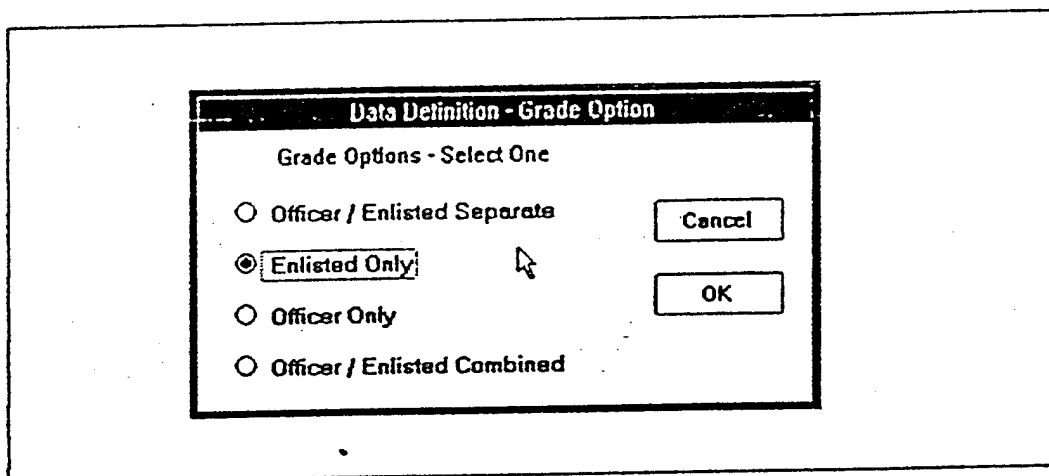 Data Definition - Grade Option
Grade Options - Select One
Officer / Enlisted Separate
Cancel
Enlisted Only
OK
Officer Only
Officer / Enlisted Combined